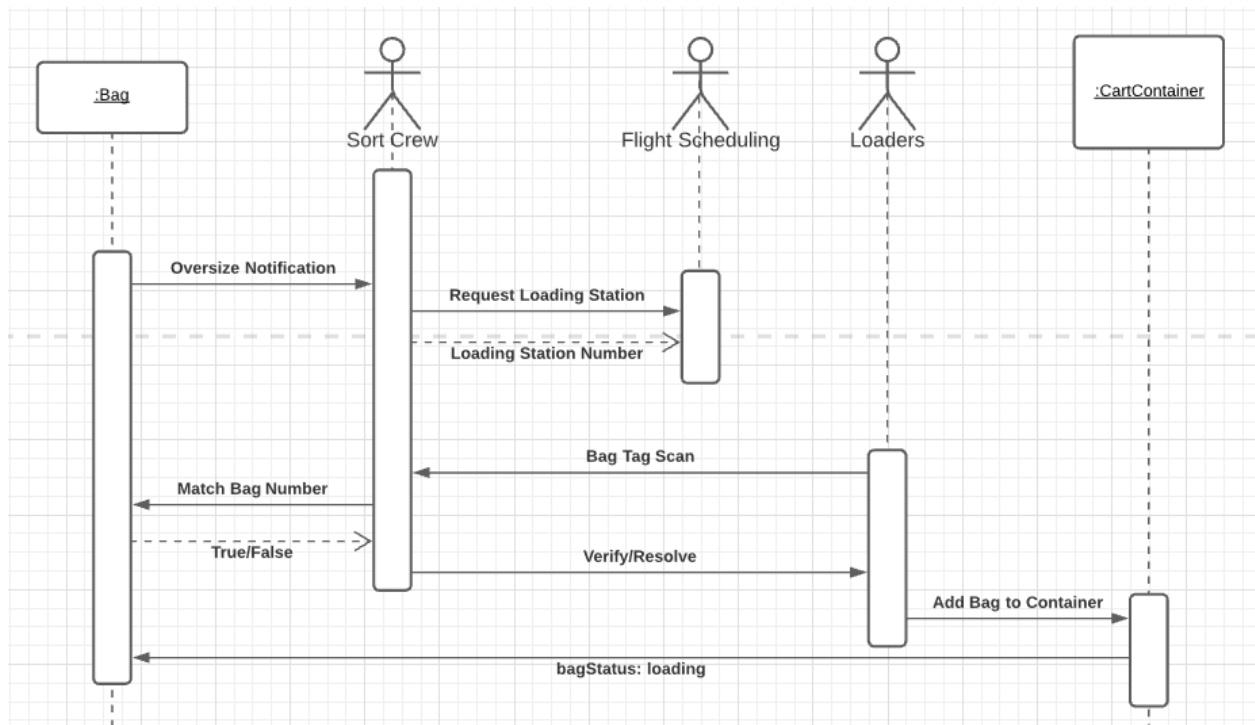 :Bag
Sort Crew
Flight Scheduling
Loaders
:CartContainer
Oversize Notification
Request Loading Station
Loading Station Number
Bag Tag Scan
Match Bag Number
True/False
Verify/Resolve
Add Bag to Container
bagStatus: loading